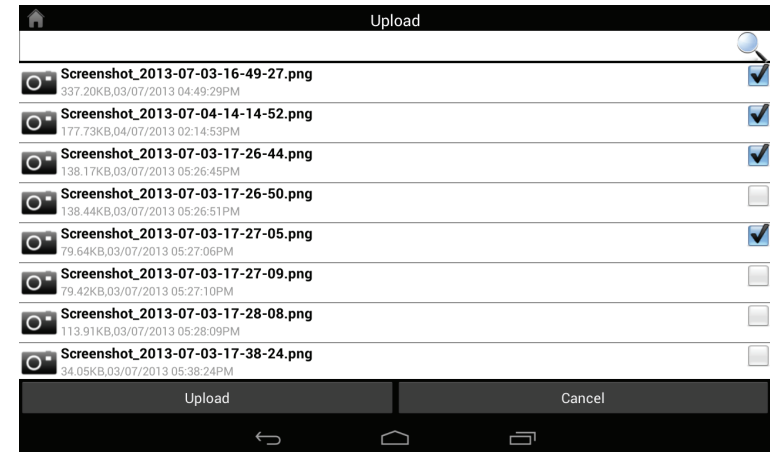 Upload
Screenshot_2013-07-03-16-49-27.png
337.20KB,03/07/2013 04:49:29PM
Screenshot_2013-07-04-14-14-52.png
177.73KB,04/07/2013 02:14:53PM
Screenshot_2013-07-03-17-26-44.png
138.17KB,03/07/2013 05:26:45PM
Screenshot_2013-07-03-17-26-50.png
138.44KB,03/07/2013 05:26:51PM
Screenshot_2013-07-03-17-27-05.png
79.64KB,03/07/2013 05:27:06PM
Screenshot_2013-07-03-17-27-09.png
79.42KB,03/07/2013 05:27:10PM
Screenshot_2013-07-03-17-28-08.png
113.91KB,03/07/2013 05:28:09PM
Screenshot_2013-07-03-17-38-24.png
34.05KB,03/07/2013 05:38:24PM
Upload Cancel